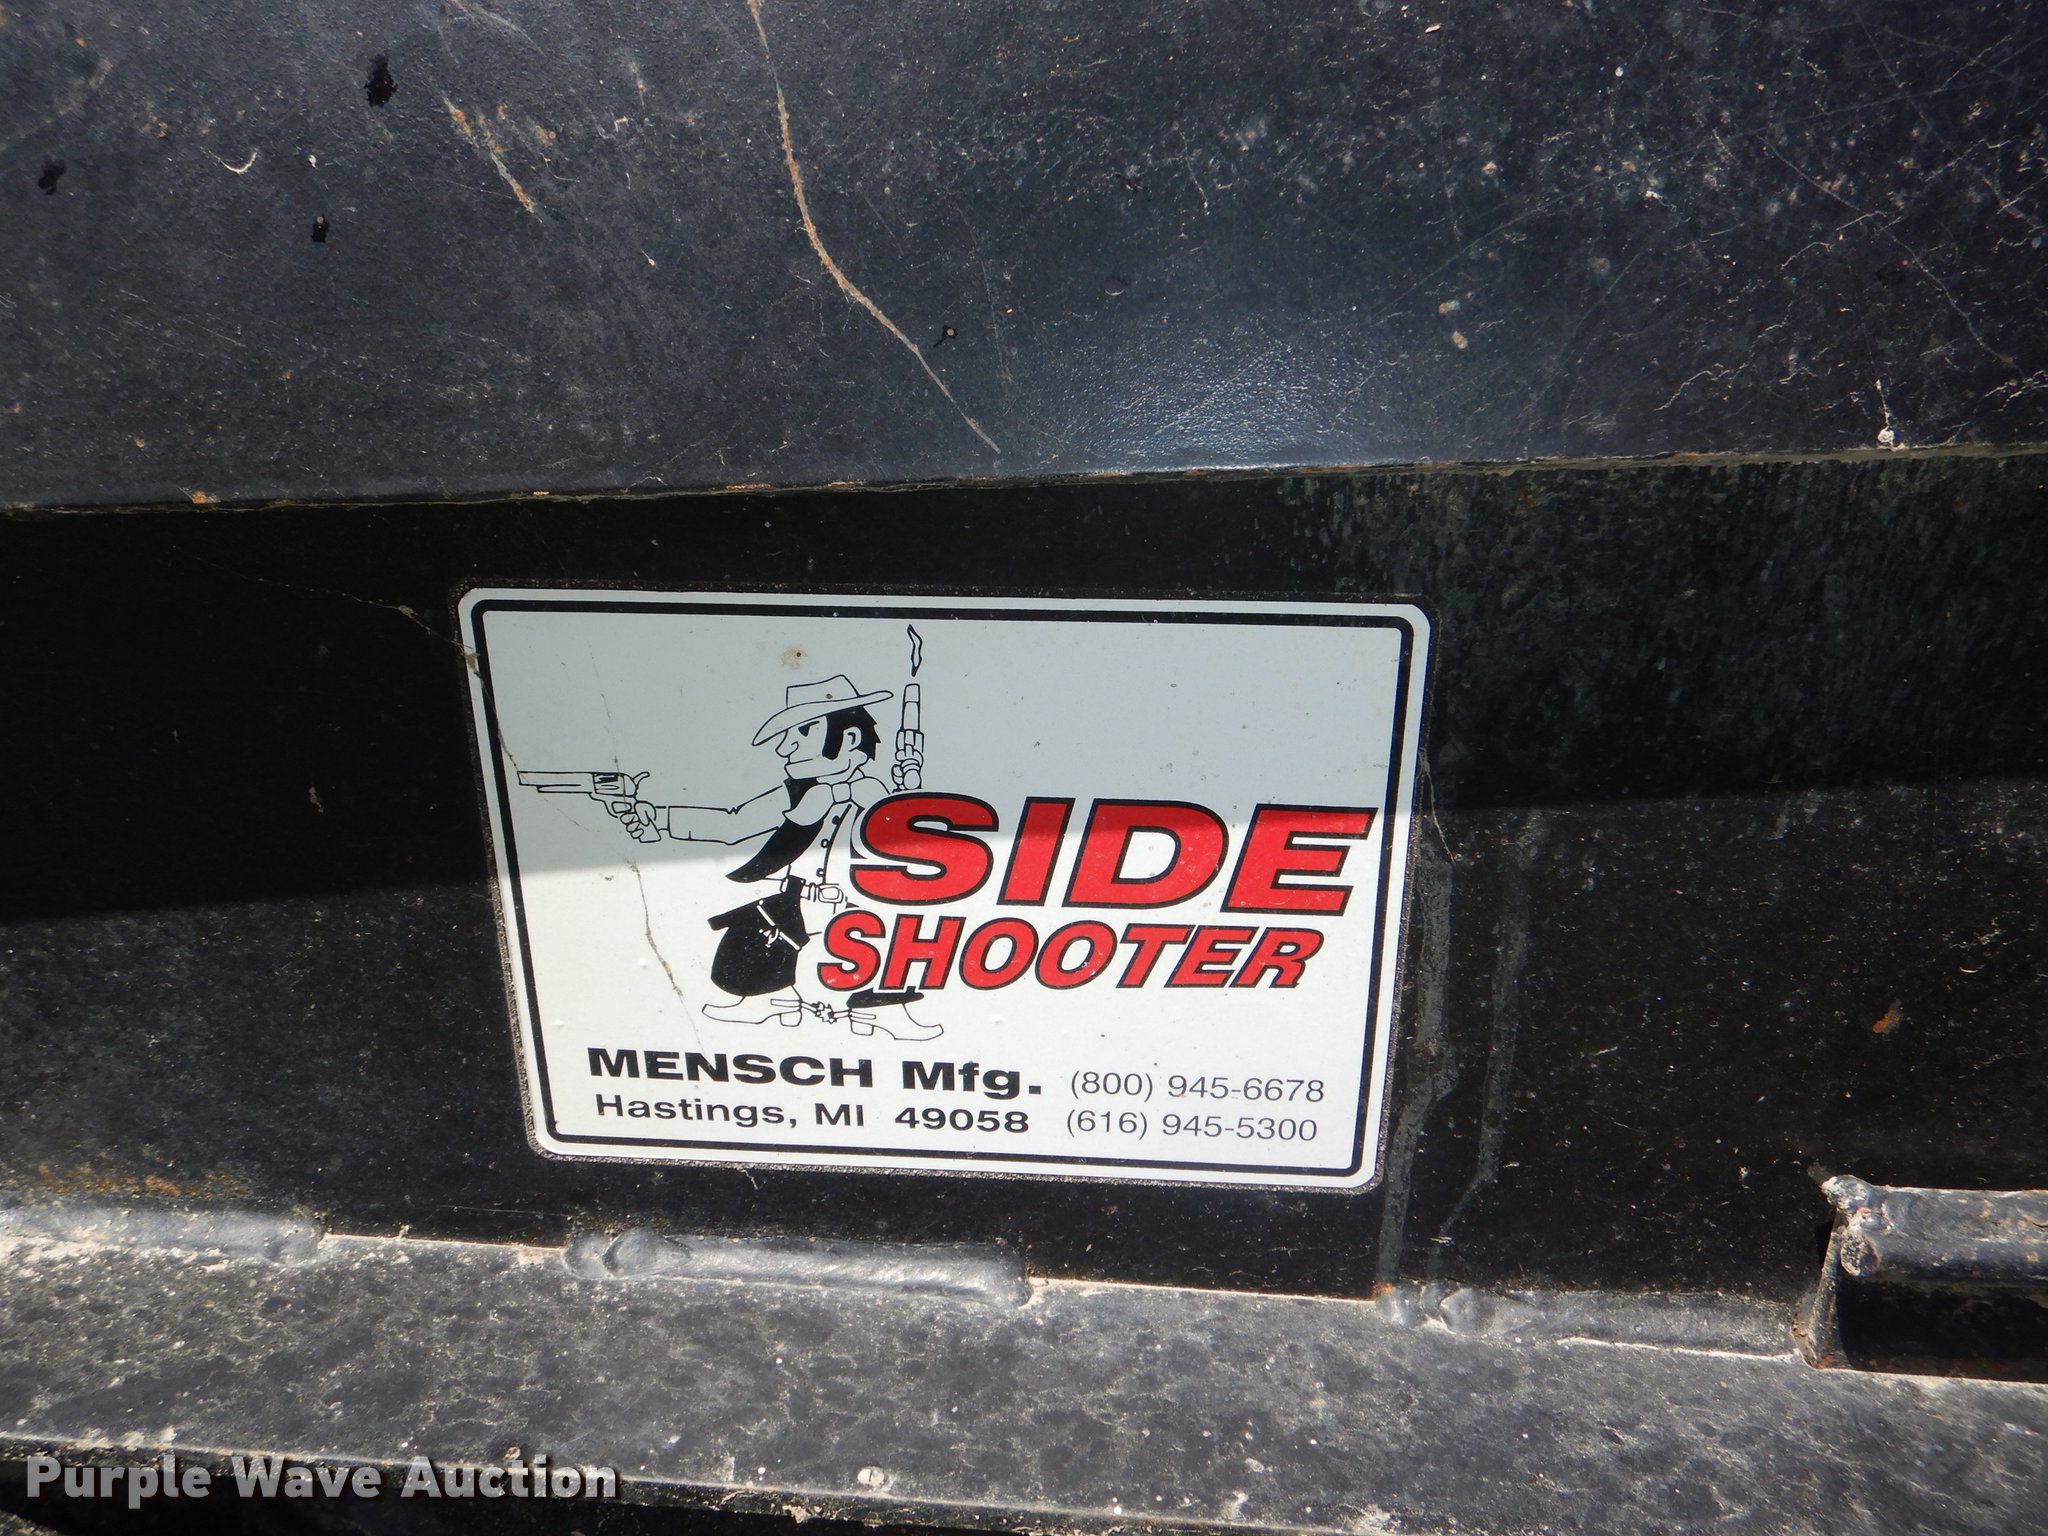 SIDE
SHOOTER
MENSCH Mfg. (800) 945-6678
Hastings, MI 49058 (616) 945-5300
Purple Wave Auction